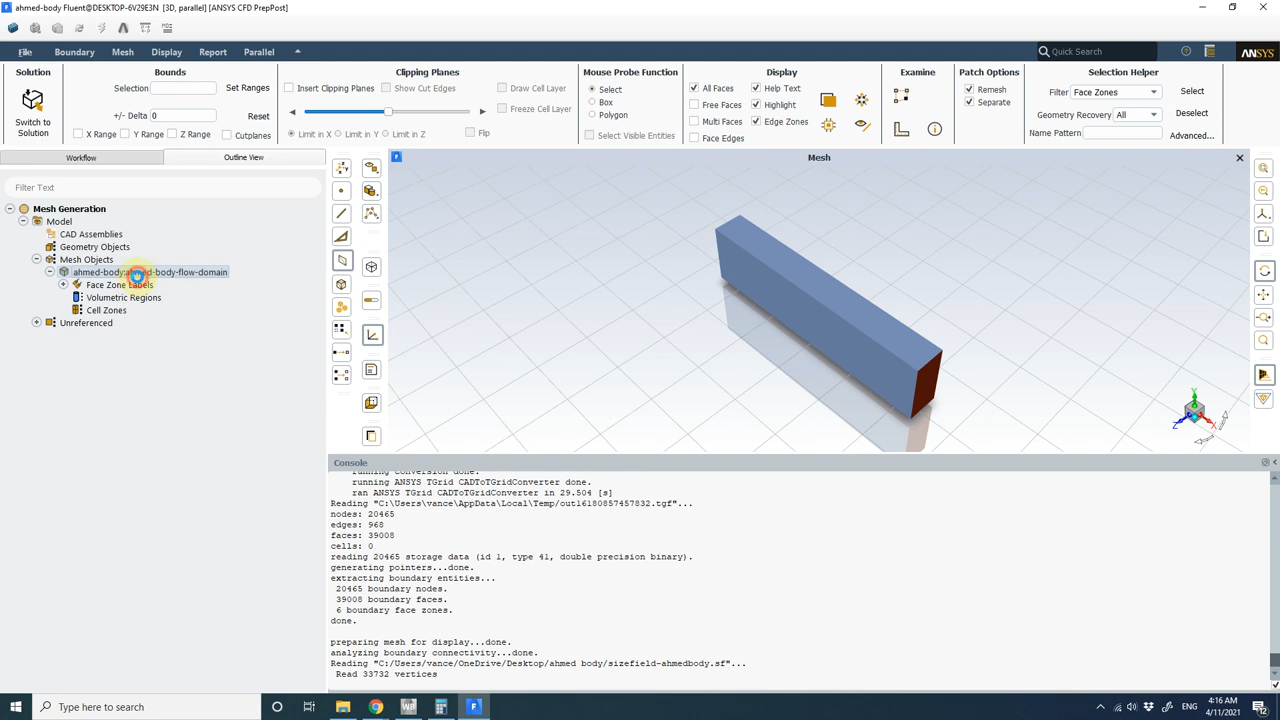 ahmed-body Fluent@DESKTOP-6V29E3N [3D, parallel] [ANSYS CFD PrepPost]
File Boundary Mesh Display Report Parallel
Quick Search
ANSYS
Solution
Switch to
Solution
Bounds
Selection
Set Ranges
+/- Delta 0
Reset
X Range Y Range Z Range Cutplanes
Clipping Planes
Insert Clipping Planes Show Cut Edges Draw Cell Layer
Freeze Cell Layer
Limit in X Limit in Y Limit in Z Flip
Mouse Probe Function
Select
Box
Polygon
Select Visible Entities
Display
All Faces Help Text
Free Faces Highlight
Multi Faces Edge Zones
Face Edges
Examine
Patch Options
Remesh
Separate
Selection Helper
Filter Face Zones Select
Geometry Recovery All Deselect
Name Pattern Advanced...
Workflow
Outline View
Filter Text
Mesh Generation
Model
CAD Assemblies
Geometry Objects
Mesh Objects
ahmed-body:ahmed-body-flow-domain
Face Zone Labels
Volumetric Regions
Cell Zones
Unreferenced
Mesh
Y
Z
X
Console
running conversion done.
running ANSYS TGrid CADToTGridConverter done.
ran ANSYS TGrid CADToTGridConverter in 29.504 [s]
Reading "C:\Users\vance\AppData\Local\Temp/out16180857457832.tgf"...
nodes: 20465
edges: 968
faces: 39008
cells: 0
reading 20465 storage data (id 1, type 41, double precision binary).
generating pointers...done.
extracting boundary entities...
20465 boundary nodes.
39008 boundary faces.
6 boundary face zones.
done.
preparing mesh for display...done.
analyzing boundary connectivity...done.
Reading "C:/Users/vance/OneDrive/Desktop/ahmed body/sizefield-ahmedbody.sf"...
Read 33732 vertices
Type here to search
WB
F
ENG
4:16 AM
4/11/2021
12